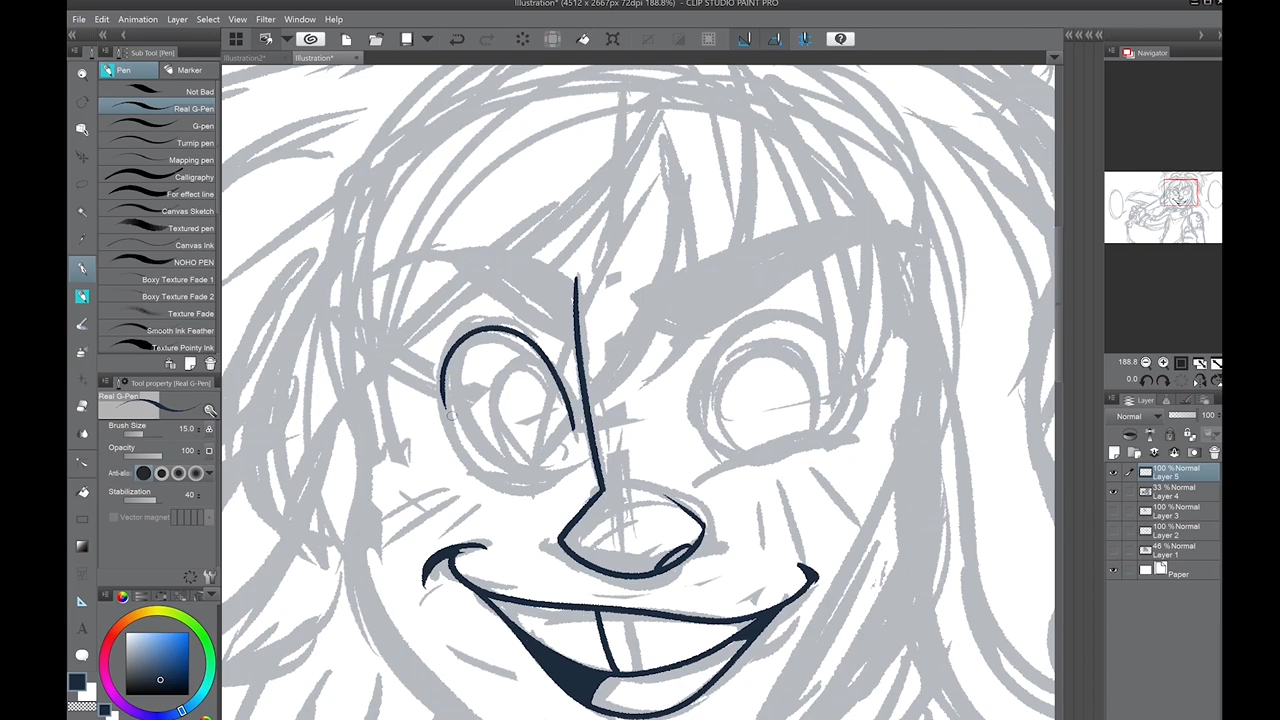 Illustration* (4512 x 2667px 72dpi 188.8%) - CLIP STUDIO PAINT PRO
File Edit Animation Layer Select View Filter Window Help
Sub Tool [Pen]
Illustration2* Illustration*
Navigator
Pen Marker
Not Bad
Real G-Pen
G-pen
Turnip pen
Mapping pen
Calligraphy
For effect line
Canvas Sketch
Textured pen
Canvas Ink
NOHO PEN
Boxy Texture Fade 1
Boxy Texture Fade 2
Texture Fade
Smooth Ink Feather
Texture Pointy Ink
Tool property [Real G-Pen]
Real G-Pen
Brush Size 15.0
Opacity 100
Anti-alia
Stabilization 40
Vector magnet
188.8
0.0
Layer
Normal 100
100 % Normal
Layer 5
33 % Normal
Layer 4
100 % Normal
Layer 3
100 % Normal
Layer 2
46 % Normal
Layer 1
Paper